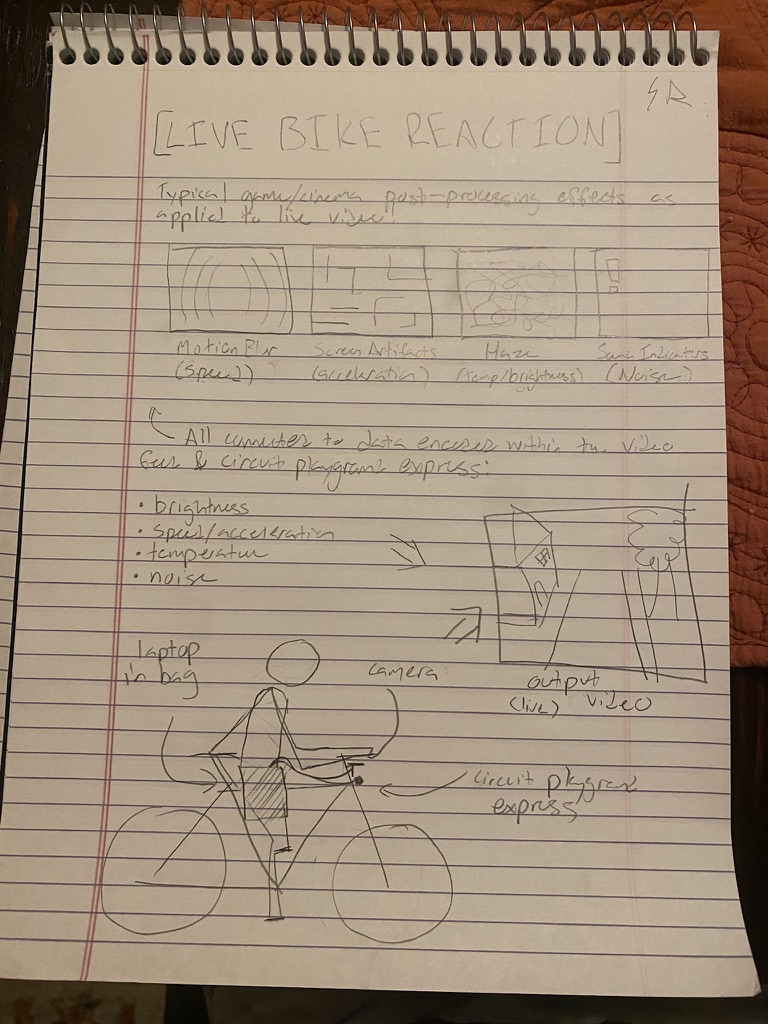 SR
[LIVE BIKE REACTION]
Typical game/cinema post-processing effects as
applied to live video!
Motion Blur
(Speed)
Screen Artifacts
(acceleration)
Haze
(temp/brightness)
Sound Indicators
(Noise)
All commutes to data encoded within the video
feed & circuit playground express:
• brightness
• speed/acceleration
• temperature
• noise
output
(live) video
laptop
in bag
camera
circuit playground
express